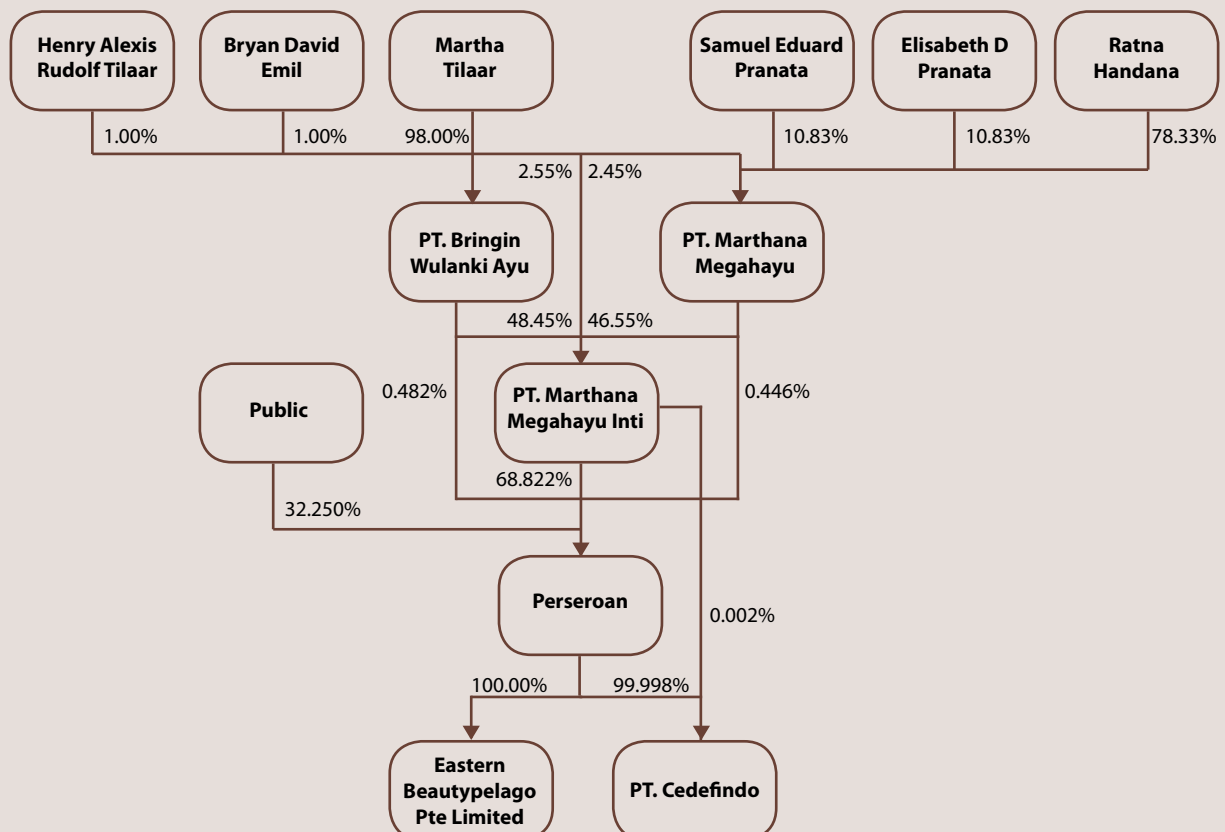 Henry Alexis
Rudolf Tilaar
Bryan David
Emil
Martha
Tilaar
Samuel Eduard
Pranata
Elisabeth D
Pranata
Ratna
Handana
1.00%
1.00%
98.00%
10.83%
10.83%
78.33%
2.55%
2.45%
PT. Bringin
Wulanki Ayu
PT. Marthana
Megahayu
48.45%
46.55%
Public
0.482%
PT. Marthana
Megahayu Inti
0.446%
68.822%
32.250%
Perseroan
0.002%
100.00%
99.998%
Eastern
Beautypelago
Pte Limited
PT. Cedefindo